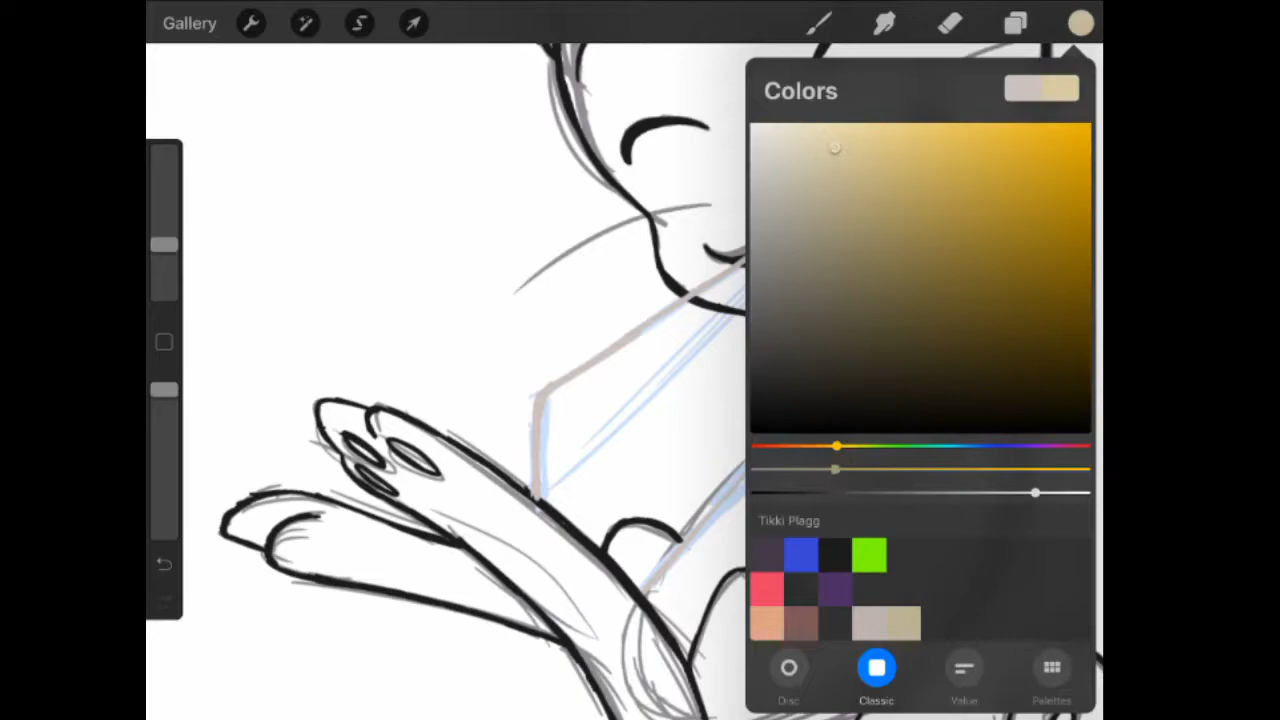 Gallery
Colors
Tikki Plagg
Disc
Classic
Value
Palettes